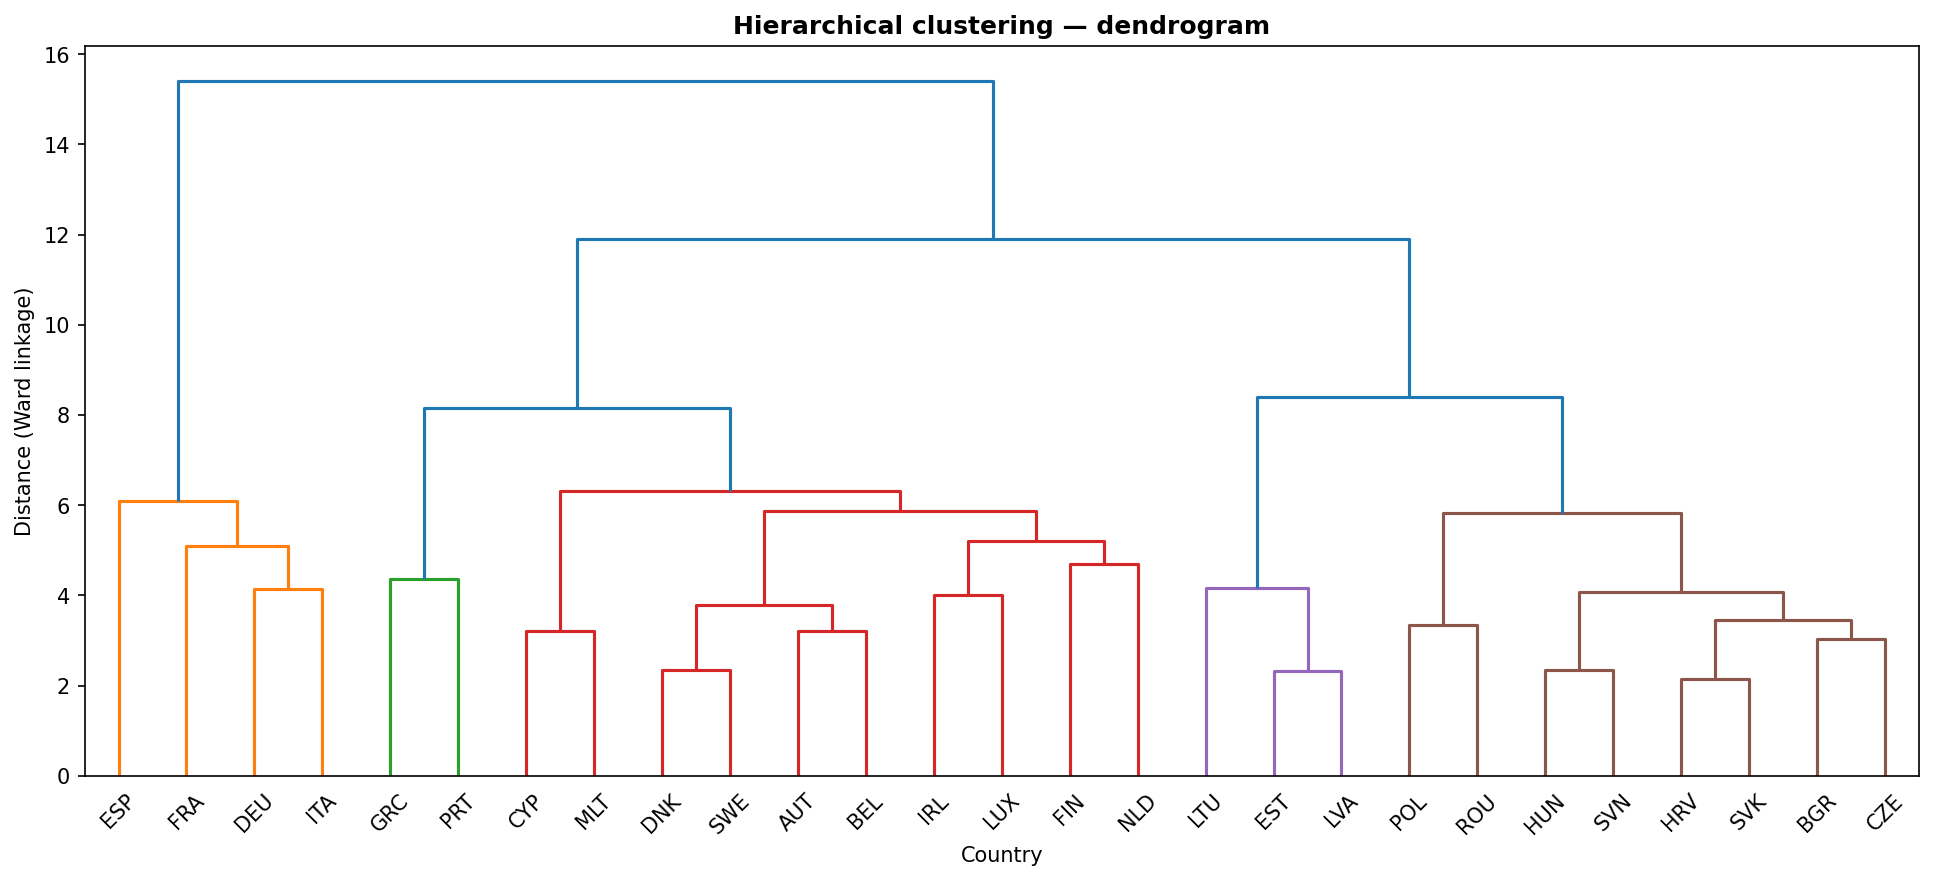 Hierarchical clustering — dendrogram
Distance (Ward linkage)
16
14
12
10
8
6
4
2
0
ESP FRA DEU ITA GRC PRT CYP MLT DNK SWE AUT BEL IRL LUX FIN NLD LTU EST LVA POL ROU HUN SVN HRV SVK BGR CZE
Country